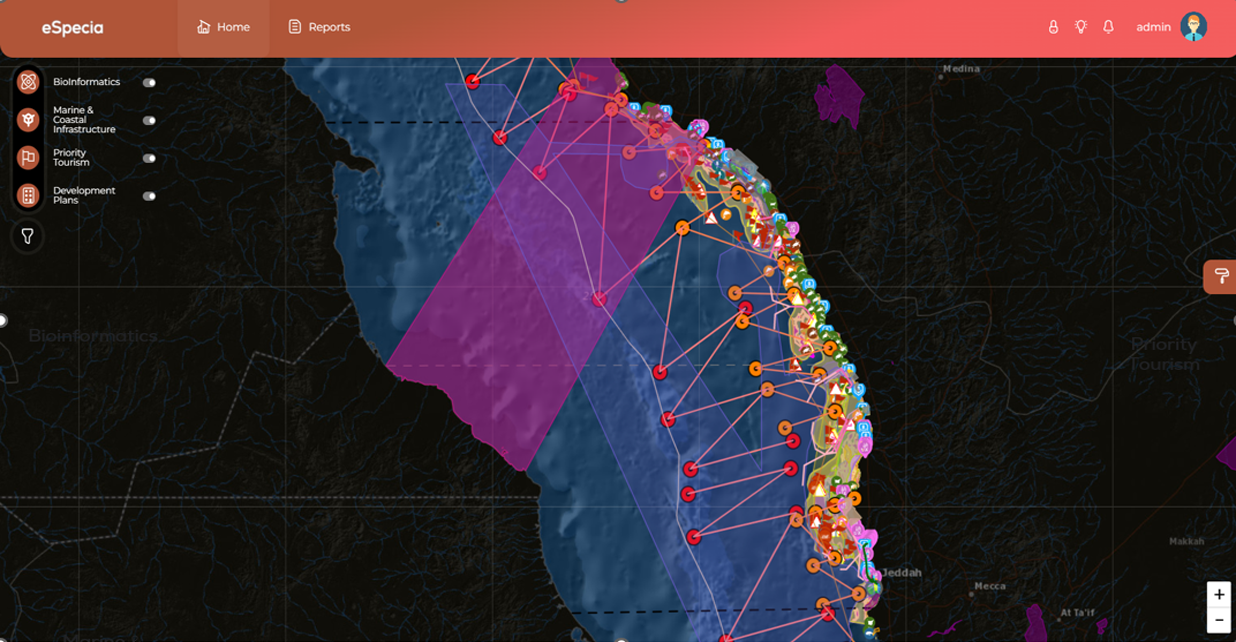 eSpecia
Home
Reports
admin
BioInformatics
Marine &
Coastal
Infrastructure
Priority
Tourism
Development
Plans
Medina
Bioinformatics
Priority
Tourism
Makkah
Jeddah
Mecca
At Ta'if
+
−